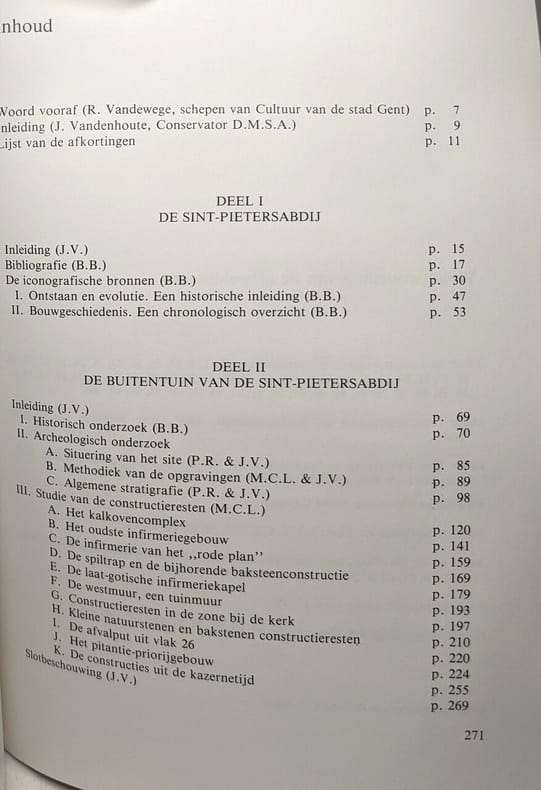 nhoud
Woord vooraf (R. Vandewege, schepen van Cultuur van de stad Gent) p. 7
nleiding (J. Vandenhoute, Conservator D.M.S.A.) p. 9
Lijst van de afkortingen p. 11
DEEL I
DE SINT-PIETERSABDIJ
Inleiding (J.V.) p. 15
Bibliografie (B.B.) p. 17
De iconografische bronnen (B.B.) p. 30
I. Ontstaan en evolutie. Een historische inleiding (B.B.) p. 47
II. Bouwgeschiedenis. Een chronologisch overzicht (B.B.) p. 53
DEEL II
DE BUITENTUIN VAN DE SINT-PIETERSABDIJ
Inleiding (J.V.) p. 69
I. Historisch onderzoek (B.B.) p. 70
II. Archeologisch onderzoek
A. Situering van het site (P.R. & J.V.) p. 85
B. Methodiek van de opgravingen (M.C.L. & J.V.) p. 89
C. Algemene stratigrafie (P.R. & J.V.) p. 98
III. Studie van de constructieresten (M.C.L.)
A. Het kalkovencomplex p. 120
B. Het oudste infirmeriegebouw p. 141
C. De infirmerie van het ,,rode plan" p. 159
D. De spiltrap en de bijhorende baksteenconstructie p. 169
E. De laat-gotische infirmeriekapel p. 179
F. De westmuur, een tuinmuur p. 193
G. Constructieresten in de zone bij de kerk p. 197
H. Kleine natuurstenen en bakstenen constructieresten p. 210
I. De afvalput uit vlak 26 p. 220
J. Het pitantie-priorijgebouw p. 224
K. De constructies uit de kazernetijd p. 255
Slotbeschouwing (J.V.) p. 269
271